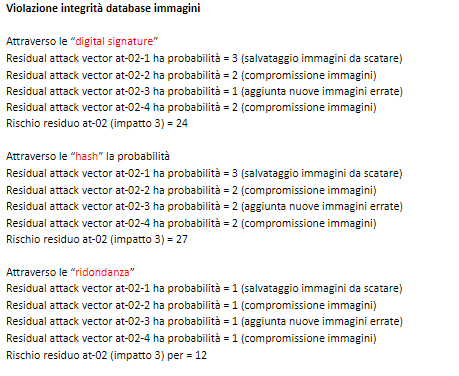 Violazione integrità database immagini
Attraverso le “digital signature”
Residual attack vector at-02-1 ha probabilità = 3 (salvataggio immagini da scatare)
Residual attack vector at-02-2 ha probabilità = 2 (compromissione immagini)
Residual attack vector at-02-3 ha probabilità = 1 (aggiunta nuove immagini errate)
Residual attack vector at-02-4 ha probabilità = 2 (compromissione immagini)
Rischio residuo at-02 (impatto 3) = 24
Attraverso le “hash” la probabilità
Residual attack vector at-02-1 ha probabilità = 3 (salvataggio immagini da scatare)
Residual attack vector at-02-2 ha probabilità = 2 (compromissione immagini)
Residual attack vector at-02-3 ha probabilità = 2 (aggiunta nuove immagini errate)
Residual attack vector at-02-4 ha probabilità = 2 (compromissione immagini)
Rischio residuo at-02 (impatto 3) = 27
Attraverso le “ridondanza”
Residual attack vector at-02-1 ha probabilità = 1 (salvataggio immagini da scatare)
Residual attack vector at-02-2 ha probabilità = 1 (compromissione immagini)
Residual attack vector at-02-3 ha probabilità = 1 (aggiunta nuove immagini errate)
Residual attack vector at-02-4 ha probabilità = 1 (compromissione immagini)
Rischio residuo at-02 (impatto 3) per = 12